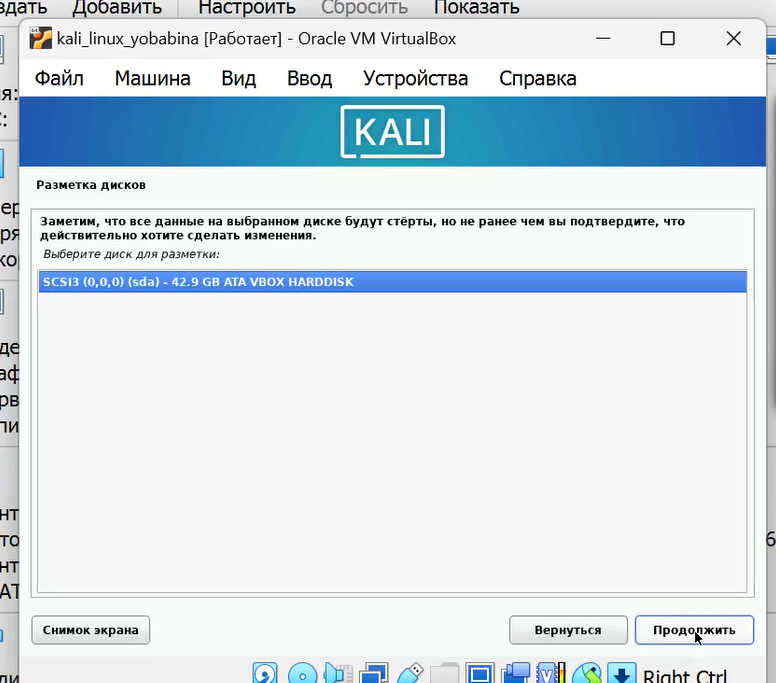 Добавить
Настроить
Сбросить
Показать
kali_linux_yobabina [Работает] - Oracle VM VirtualBox
Файл
Машина
Вид
Ввод
Устройства
Справка
KALI
Разметка дисков
Заметим, что все данные на выбранном диске будут стёрты, но не ранее чем вы подтвердите, что
действительно хотите сделать изменения.
Выберите диск для разметки:
SCSI3 (0,0,0) (sda) - 42.9 GB ATA VBOX HARDDISK
Снимок экрана
Вернуться
Продолжить
Right Ctrl